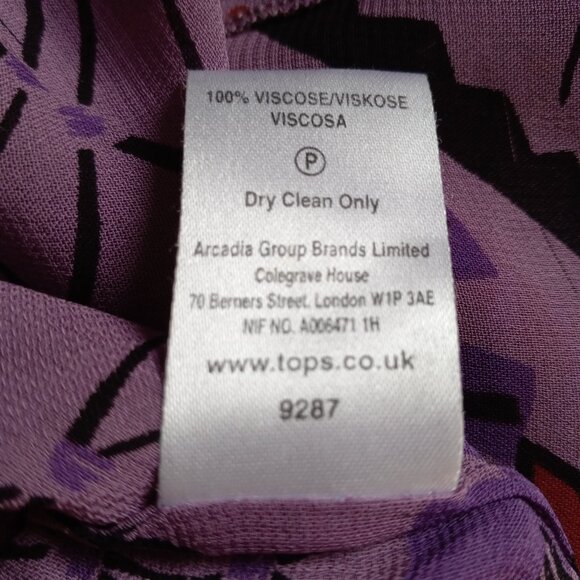 100% VISCOSE/VISKOSE
VISCOSA
P
Dry Clean Only
Arcadia Group Brands Limited
Colegrave House
70 Berners Street. London W1P 3AE
NIF NO. A006471 1H
www.tops.co.uk
9287